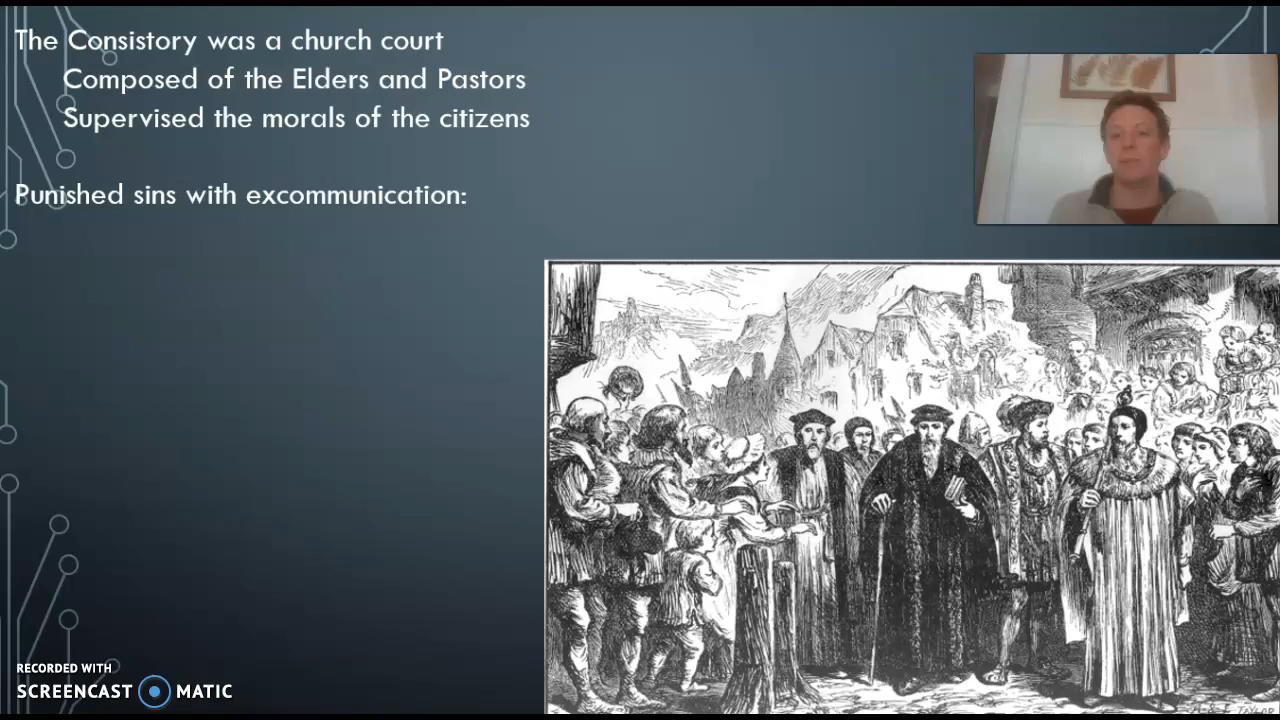 The Consistory was a church court
Composed of the Elders and Pastors
Supervised the morals of the citizens
Punished sins with excommunication:
RECORDED WITH
SCREENCAST MATIC